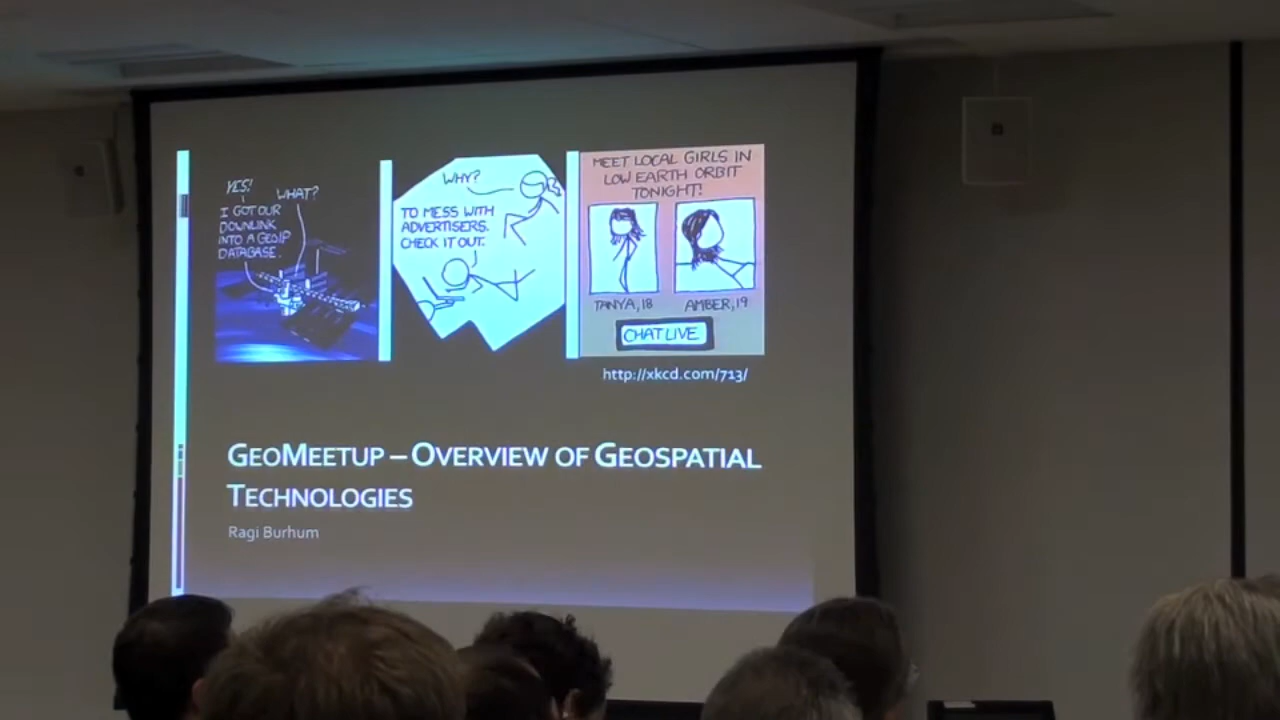 YES!
WHAT?
I GOT OUR
DOWNLINK
INTO A GEOIP
DATABASE.
WHY?
TO MESS WITH
ADVERTISERS.
CHECK IT OUT.
MEET LOCAL GIRLS IN
LOW EARTH ORBIT
TONIGHT!
TANYA, 18
AMBER, 19
CHAT LIVE
http://xkcd.com/713/
GEOMEETUP – OVERVIEW OF GEOSPATIAL
TECHNOLOGIES
Ragi Burhum